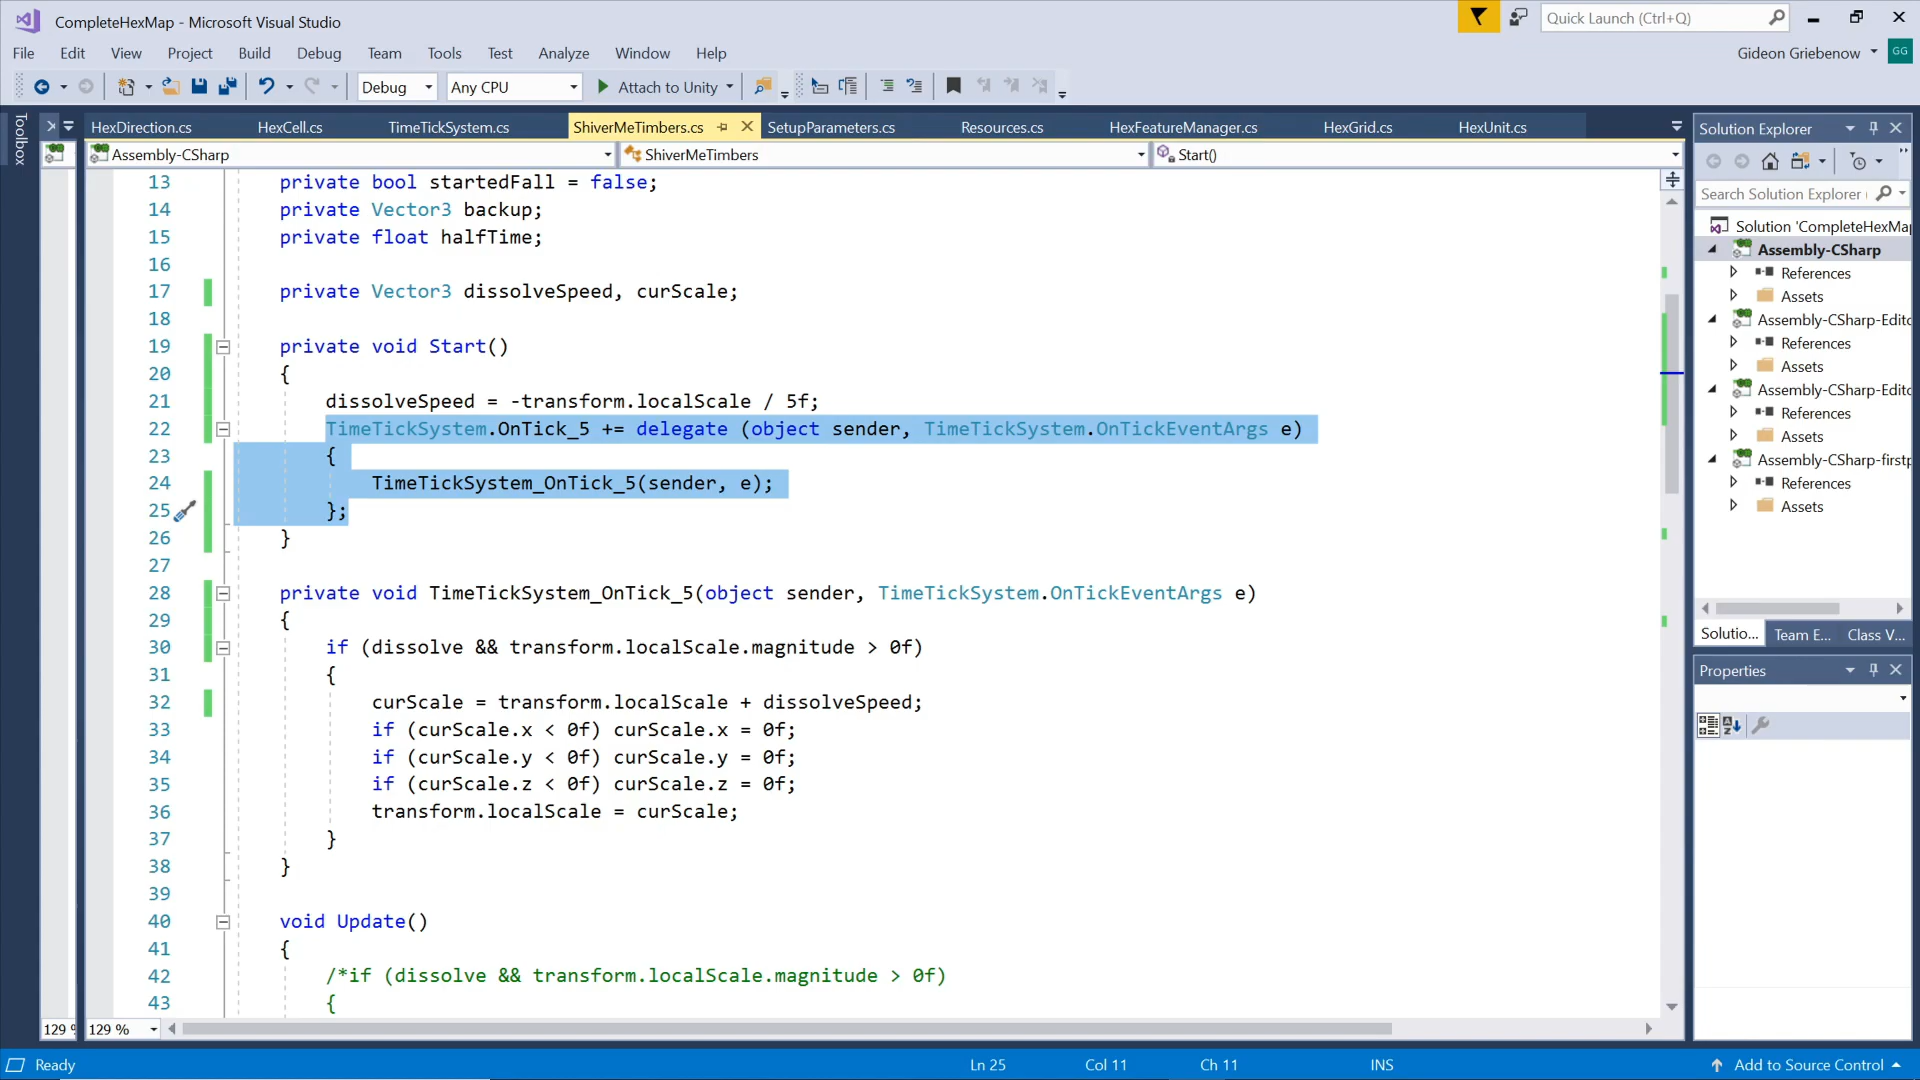 CompleteHexMap - Microsoft Visual Studio
Quick Launch (Ctrl+Q)
File Edit View Project Build Debug Team Tools Test Analyze Window Help
Gideon Griebenow
GG
Debug
Any CPU
Attach to Unity
Toolbox
HexDirection.cs HexCell.cs TimeTickSystem.cs ShiverMeTimbers.cs SetupParameters.cs Resources.cs HexFeatureManager.cs HexGrid.cs HexUnit.cs
Assembly-CSharp ShiverMeTimbers Start()
13 private bool startedFall = false;
14 private Vector3 backup;
15 private float halfTime;
16
17 private Vector3 dissolveSpeed, curScale;
18
19 private void Start()
20 {
21 dissolveSpeed = -transform.localScale / 5f;
22 TimeTickSystem.OnTick_5 += delegate (object sender, TimeTickSystem.OnTickEventArgs e)
23 {
24 TimeTickSystem_OnTick_5(sender, e);
25 };
26 }
27
28 private void TimeTickSystem_OnTick_5(object sender, TimeTickSystem.OnTickEventArgs e)
29 {
30 if (dissolve && transform.localScale.magnitude > 0f)
31 {
32 curScale = transform.localScale + dissolveSpeed;
33 if (curScale.x < 0f) curScale.x = 0f;
34 if (curScale.y < 0f) curScale.y = 0f;
35 if (curScale.z < 0f) curScale.z = 0f;
36 transform.localScale = curScale;
37 }
38 }
39
40 void Update()
41 {
42 /*if (dissolve && transform.localScale.magnitude > 0f)
43 {
129 % 129 %
Solution Explorer
Search Solution Explorer (
Solution 'CompleteHexMap
Assembly-CSharp
References
Assets
Assembly-CSharp-Edito
References
Assets
Assembly-CSharp-Edito
References
Assets
Assembly-CSharp-firstp
References
Assets
Solutio... Team E... Class V...
Properties
Ready
Ln 25 Col 11 Ch 11 INS
Add to Source Control